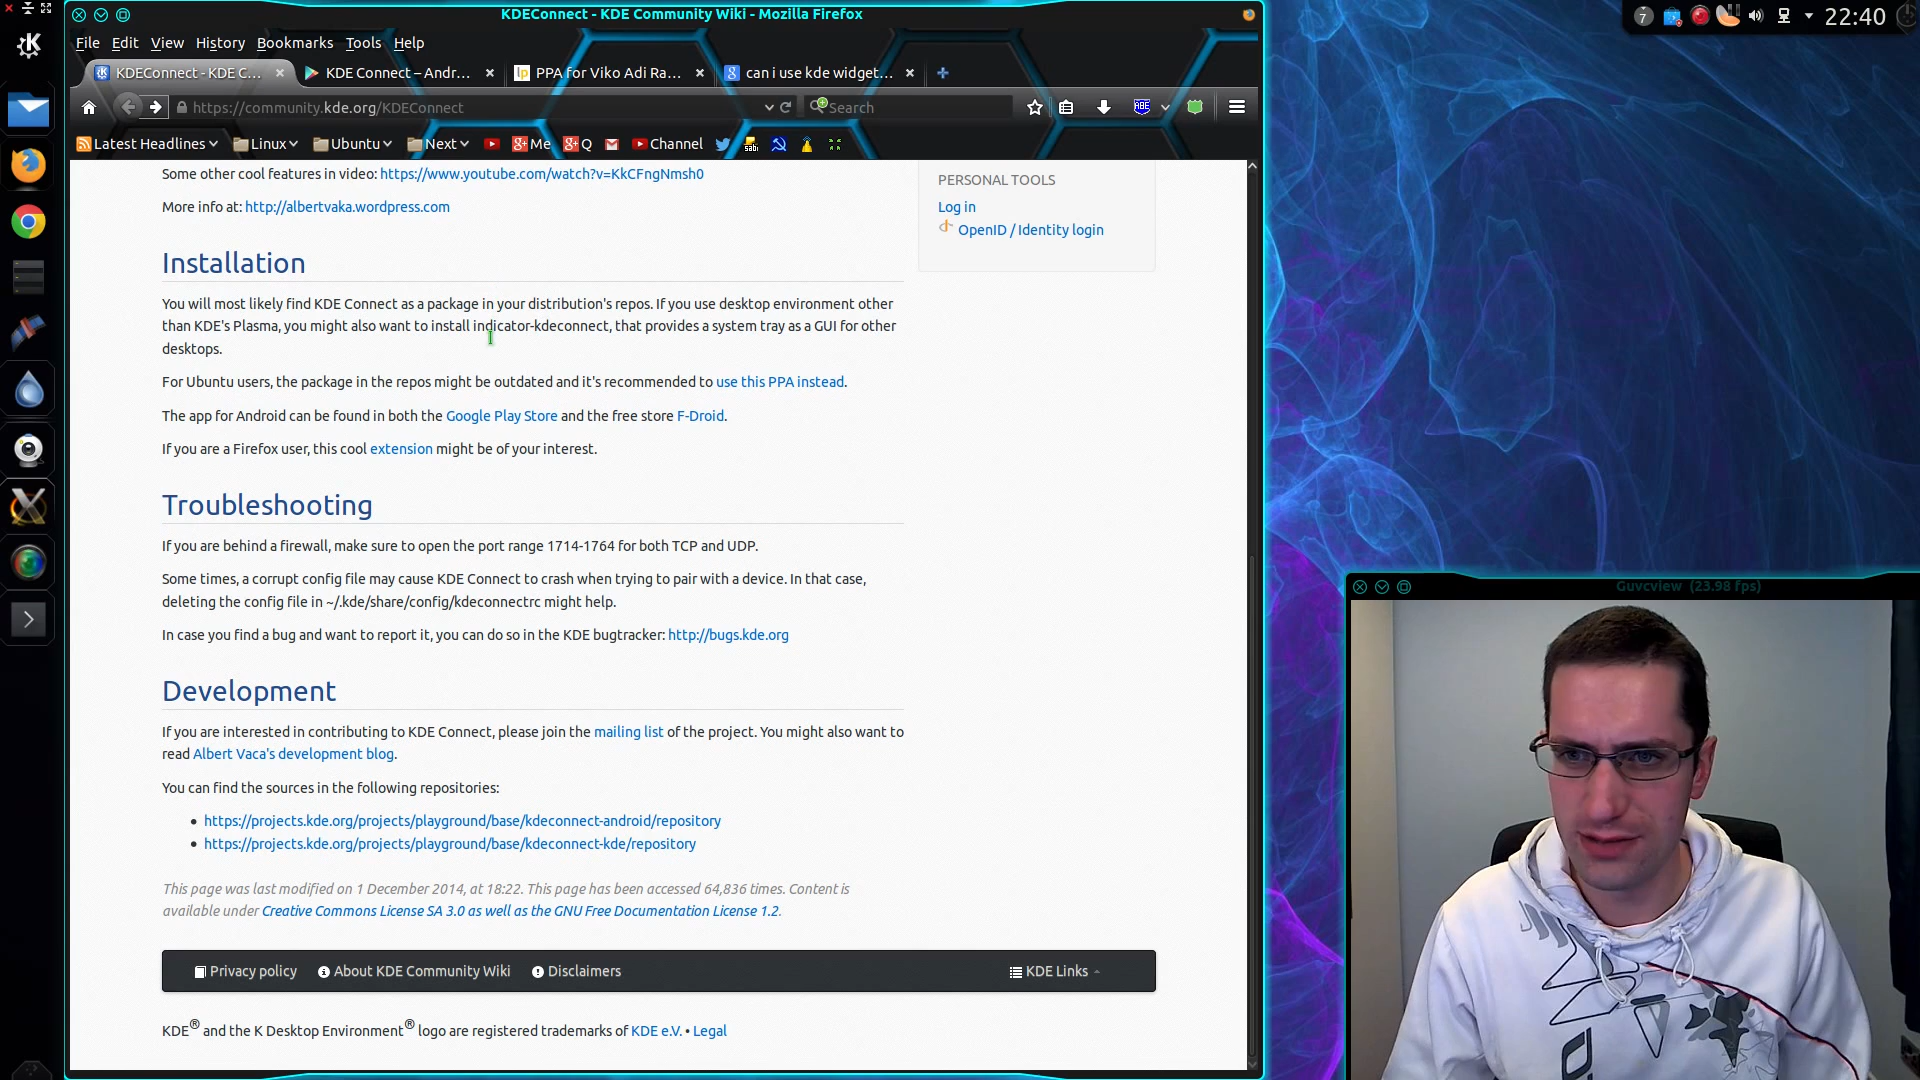 KDEConnect - KDE Community Wiki - Mozilla Firefox
7
22:40
File Edit View History Bookmarks Tools Help
KDEConnect - KDE C...
KDE Connect – Andr...
lp PPA for Viko Adi Ra...
can i use kde widget...
https://community.kde.org/KDEConnect
Search
ABE
Latest Headlines Linux Ubuntu Next Me Q Channel
Some other cool features in video: https://www.youtube.com/watch?v=KkCFngNmsh0
More info at: http://albertvaka.wordpress.com
PERSONAL TOOLS
Log in
OpenID / Identity login
Installation
You will most likely find KDE Connect as a package in your distribution's repos. If you use desktop environment other
than KDE's Plasma, you might also want to install indicator-kdeconnect, that provides a system tray as a GUI for other
desktops.
For Ubuntu users, the package in the repos might be outdated and it's recommended to use this PPA instead.
The app for Android can be found in both the Google Play Store and the free store F-Droid.
If you are a Firefox user, this cool extension might be of your interest.
Troubleshooting
If you are behind a firewall, make sure to open the port range 1714-1764 for both TCP and UDP.
Some times, a corrupt config file may cause KDE Connect to crash when trying to pair with a device. In that case,
deleting the config file in ~/.kde/share/config/kdeconnectrc might help.
In case you find a bug and want to report it, you can do so in the KDE bugtracker: http://bugs.kde.org
Guvcview (23.98 fps)
Development
If you are interested in contributing to KDE Connect, please join the mailing list of the project. You might also want to
read Albert Vaca's development blog.
You can find the sources in the following repositories:
https://projects.kde.org/projects/playground/base/kdeconnect-android/repository
https://projects.kde.org/projects/playground/base/kdeconnect-kde/repository
This page was last modified on 1 December 2014, at 18:22. This page has been accessed 64,836 times. Content is
available under Creative Commons License SA 3.0 as well as the GNU Free Documentation License 1.2.
Privacy policy About KDE Community Wiki Disclaimers KDE Links
KDE® and the K Desktop Environment® logo are registered trademarks of KDE e.V. • Legal